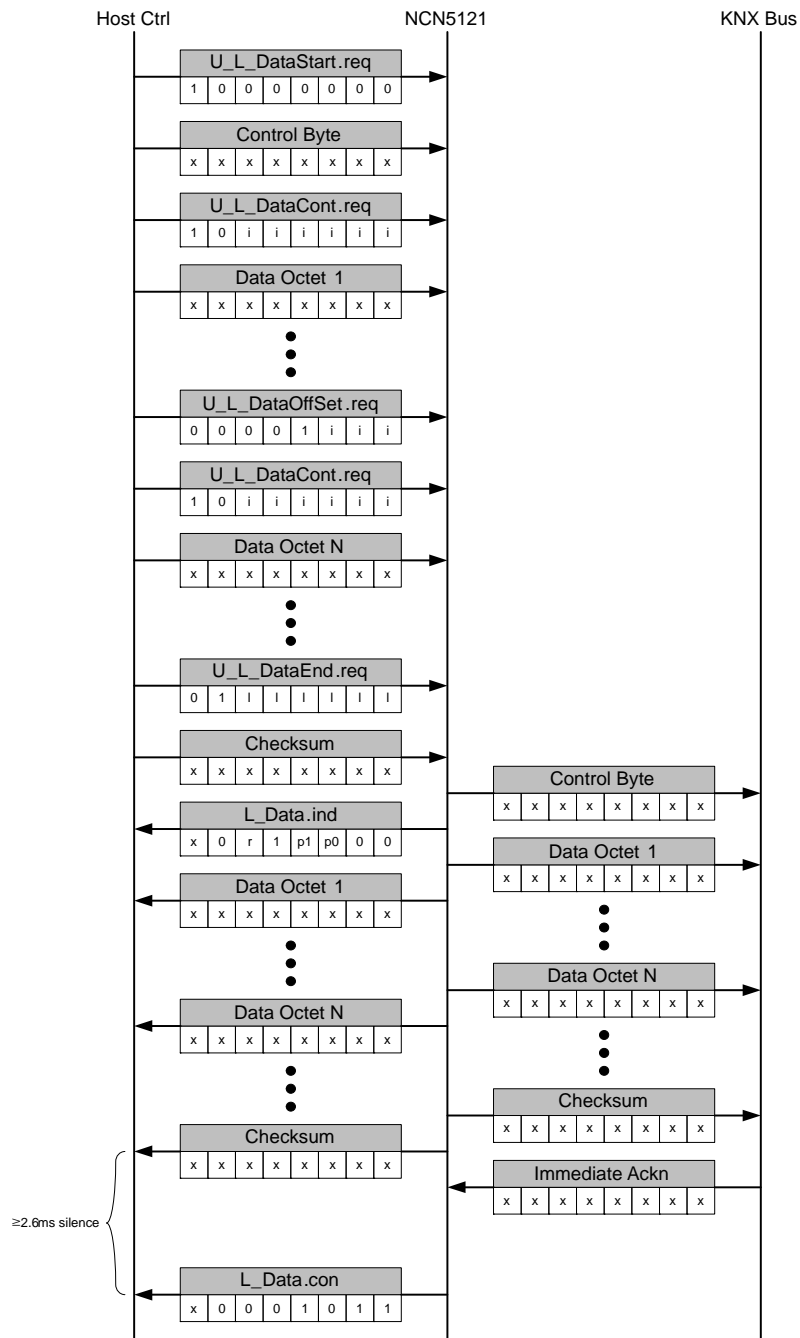 Host Ctrl NCN5121 KNX Bus
U_L_DataStart.req
1 0 0 0 0 0 0 0
Control Byte
x x x x x x x x
U_L_DataCont.req
1 0 i i i i i i
Data Octet 1
x x x x x x x x
U_L_DataOffSet.req
0 0 0 0 1 i i i
U_L_DataCont.req
1 0 i i i i i i
Data Octet N
x x x x x x x x
U_L_DataEnd.req
0 1 l l l l l l
Checksum
x x x x x x x x
Control Byte
x x x x x x x x
L_Data.ind
x 0 r 1 p1 p0 0 0
Data Octet 1
x x x x x x x x
Data Octet 1
x x x x x x x x
Data Octet N
x x x x x x x x
Data Octet N
x x x x x x x x
Checksum
x x x x x x x x
Checksum
x x x x x x x x
Immediate Ackn
x x x x x x x x
≥2.6ms silence
L_Data.con
x 0 0 0 1 0 1 1